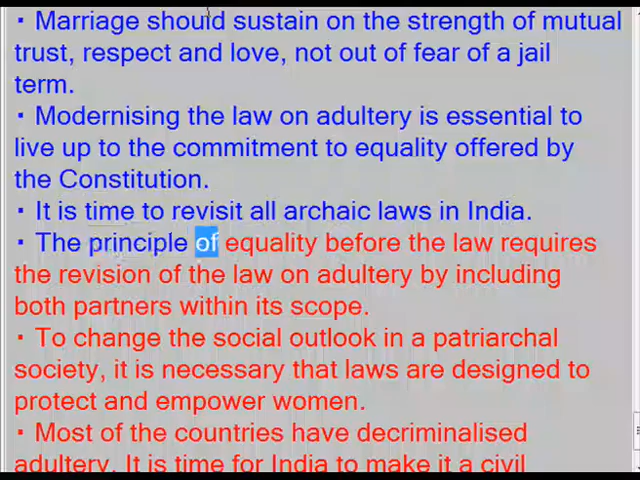 · Marriage should sustain on the strength of mutual
trust, respect and love, not out of fear of a jail
term.
· Modernising the law on adultery is essential to
live up to the commitment to equality offered by
the Constitution.
· It is time to revisit all archaic laws in India.
· The principle of equality before the law requires
the revision of the law on adultery by including
both partners within its scope.
· To change the social outlook in a patriarchal
society, it is necessary that laws are designed to
protect and empower women.
· Most of the countries have decriminalised
adultery. It is time for India to make it a civil